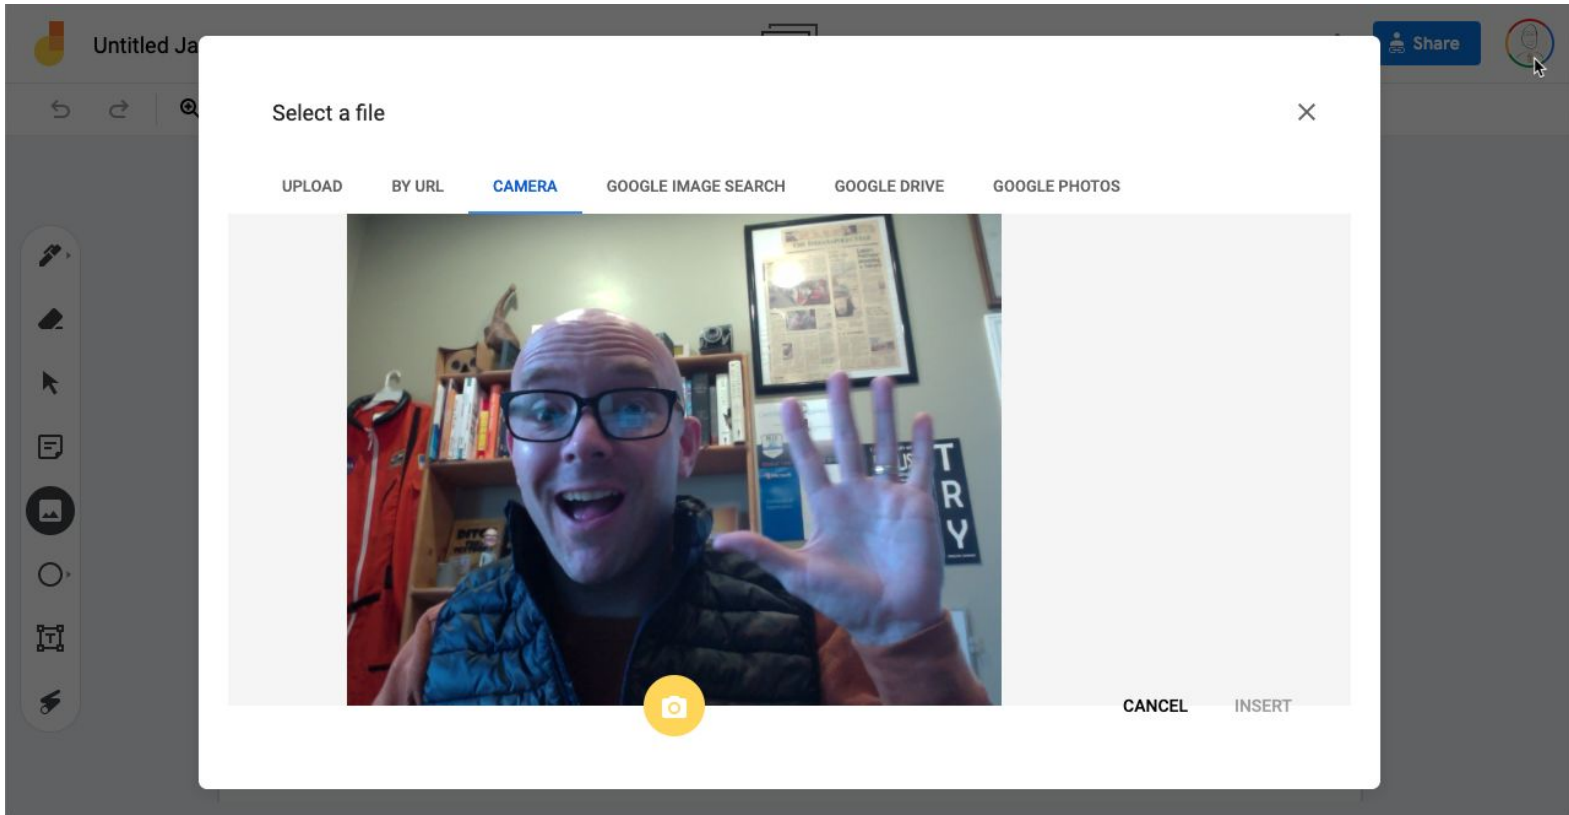 Untitled Ja
Share
Select a file
UPLOAD BY URL CAMERA GOOGLE IMAGE SEARCH GOOGLE DRIVE GOOGLE PHOTOS
T
R
Y
CANCEL INSERT